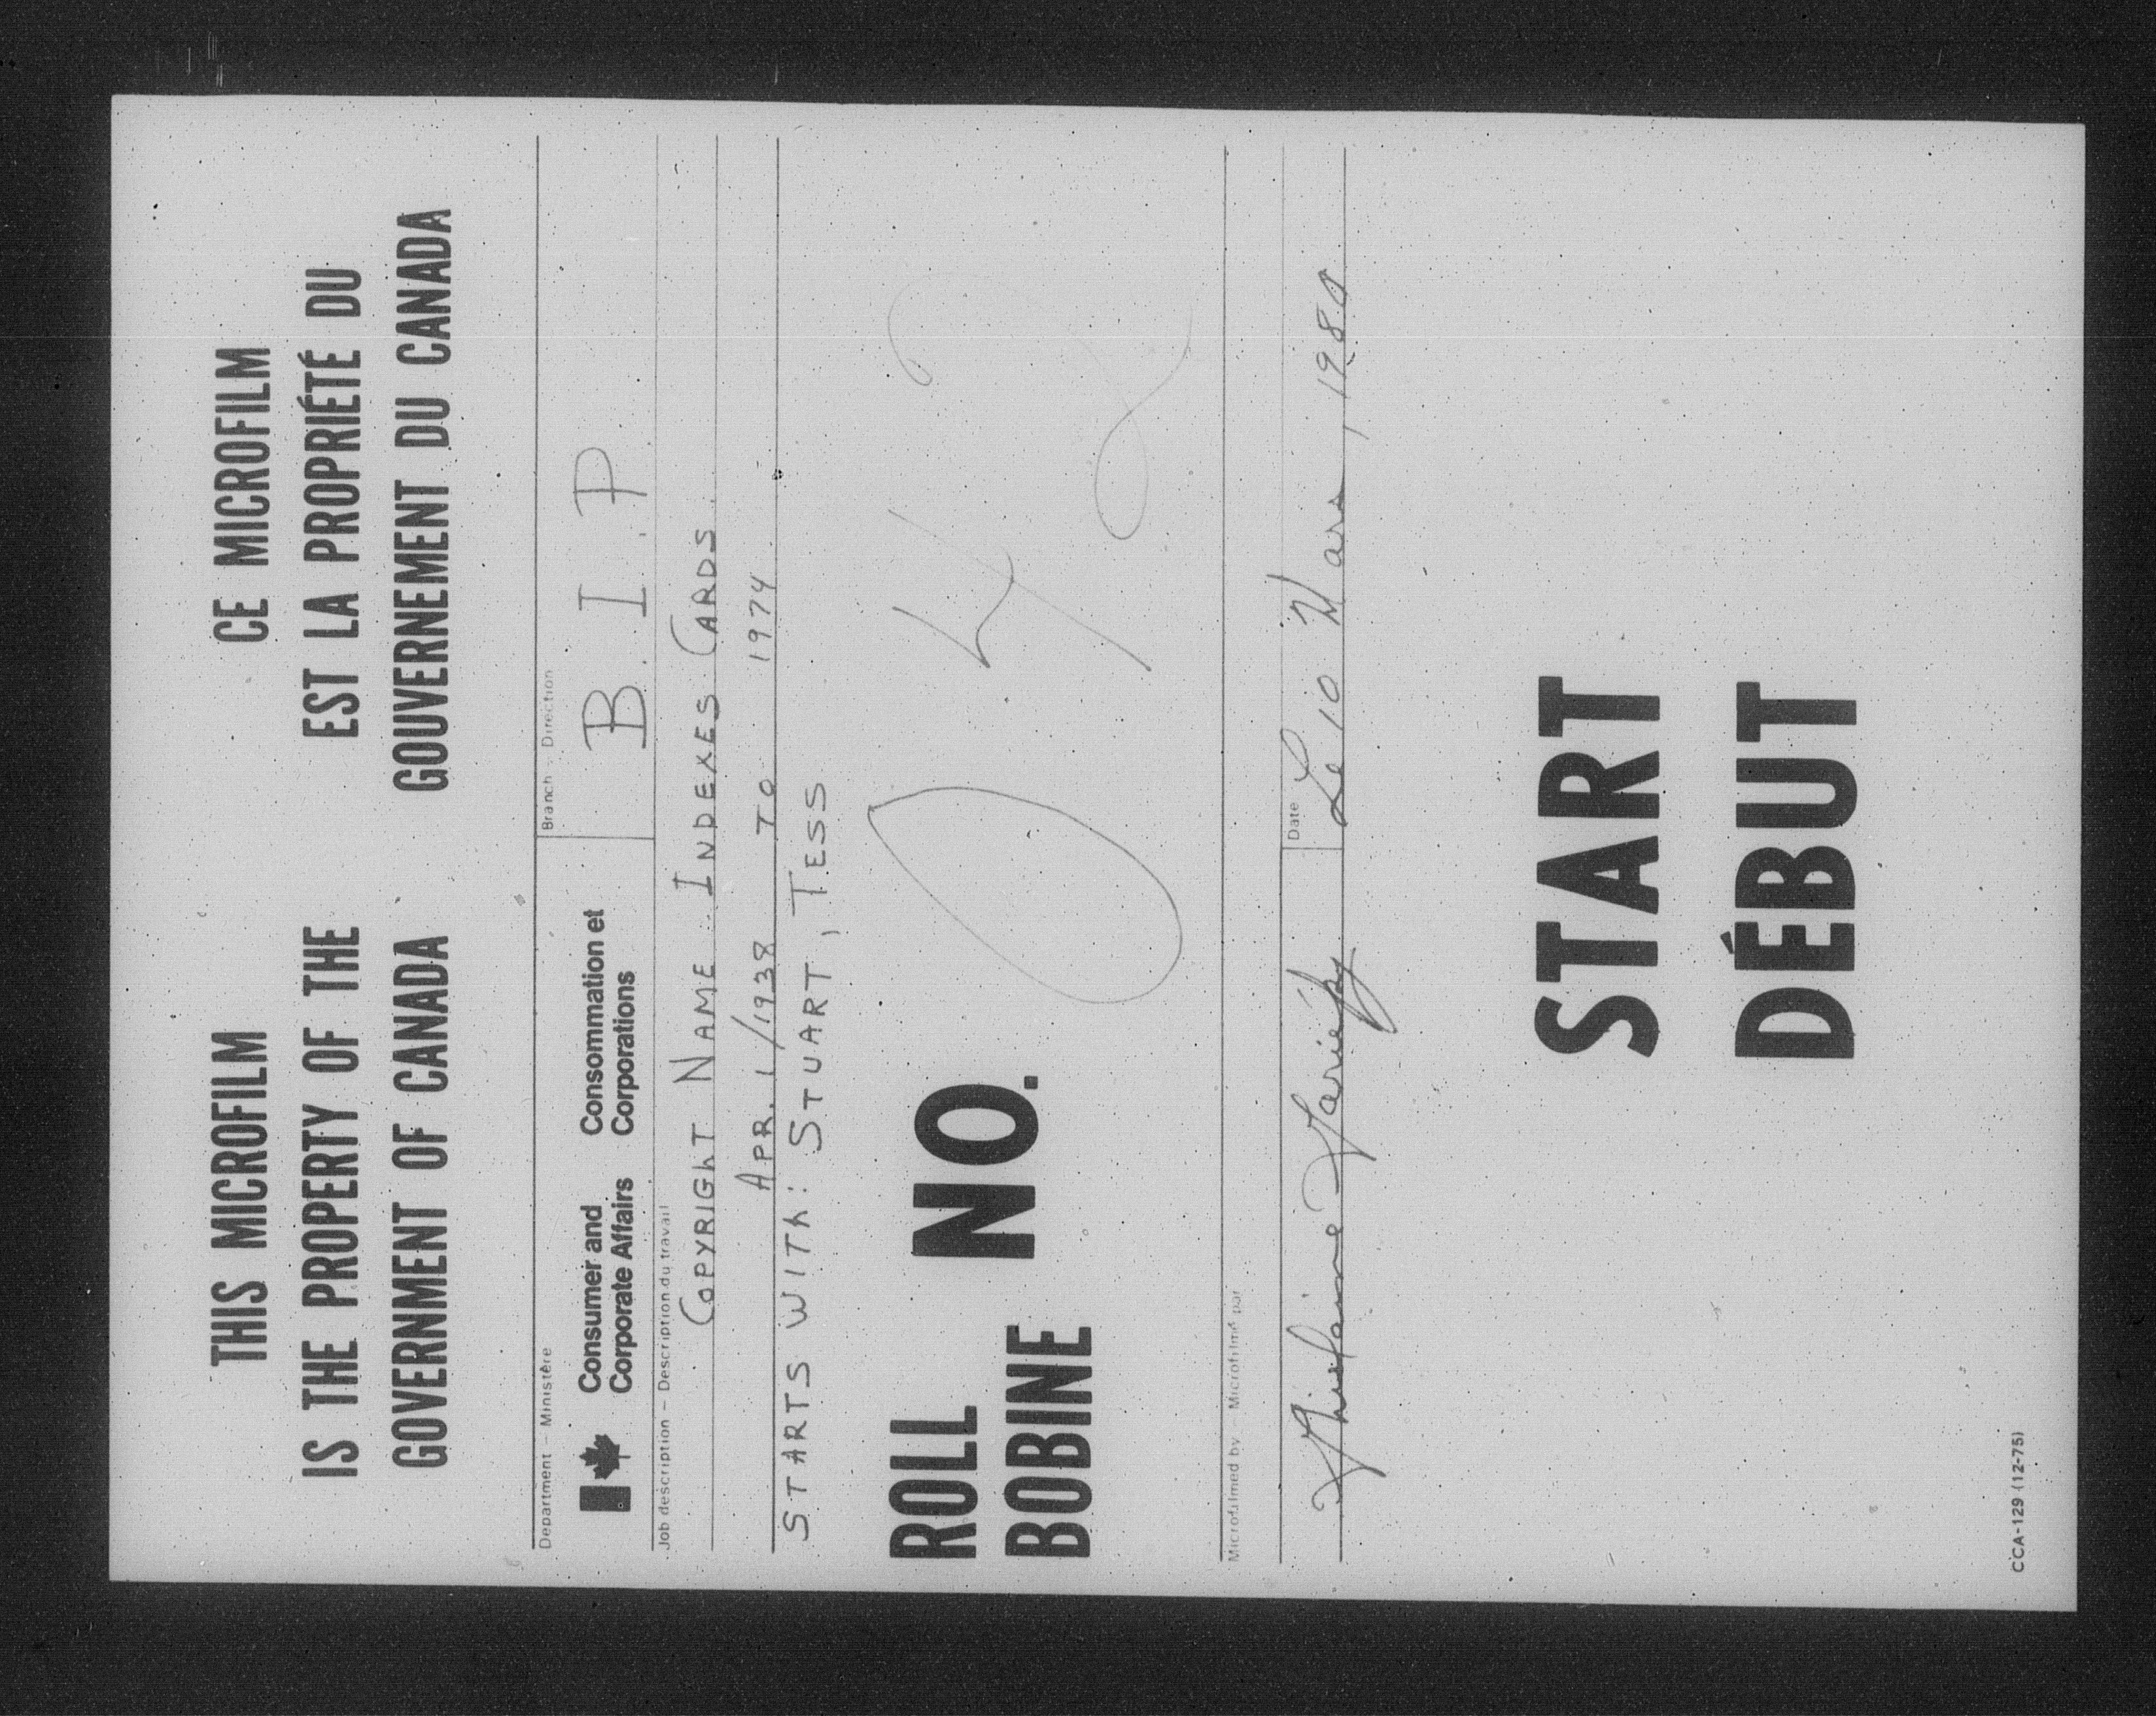 THIS MICROFILM
IS THE PROPERTY OF THE
GOVERNMENT OF CANADA
CE MICROFILM
EST LA PROPRIÉTÉ DU
GOUVERNEMENT DU CANADA
Department – Ministère
Consumer and
Corporate Affairs
Consommation et
Corporations
Branch – Direction
B. I. P
Job description – Description du travail
COPYRIGHT NAME INDEXES CARDS
APR. 1/1938 TO 1974
STARTS WITH: STUART, TESS
ROLL
BOBINE
NO. 042
Microfilmed by – Microfilmé par
Ghislaine Gariépy
Date
Le 10 Mars, 1980
START
DÉBUT
CCA-129 (12-75)